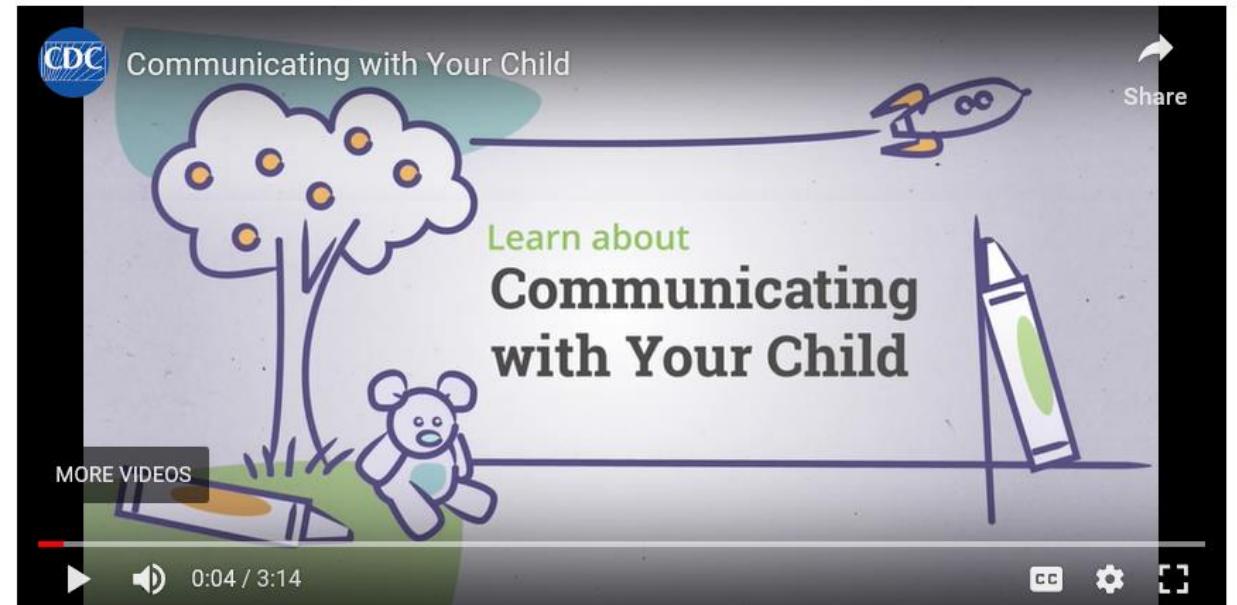 CDC
Communicating with Your Child
Share
Learn about
Communicating
with Your Child
MORE VIDEOS
0:04 / 3:14
CC